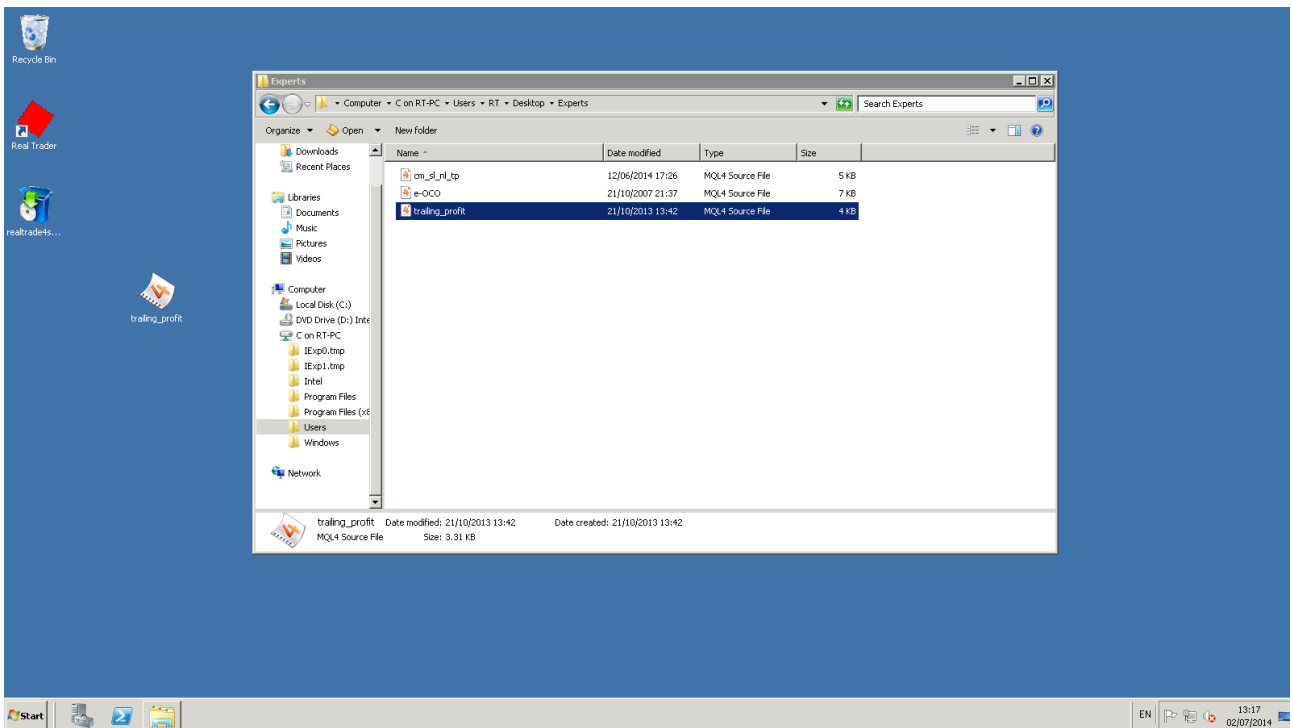 Recycle Bin
Real Trader
realtrade4s...
trailing_profit
Experts
Computer C on RT-PC Users RT Desktop Experts
Search Experts
Organize Open New folder
Downloads
Recent Places
Libraries
Documents
Music
Pictures
Videos
Computer
Local Disk (C:)
DVD Drive (D:) Inte
C on RT-PC
IExp0.tmp
IExp1.tmp
Intel
Program Files
Program Files (x8
Users
Windows
Network
Name Date modified Type Size
cm_sl_nl_tp 12/06/2014 17:26 MQL4 Source File 5 KB
e-OCO 21/10/2007 21:37 MQL4 Source File 7 KB
trailing_profit 21/10/2013 13:42 MQL4 Source File 4 KB
trailing_profit Date modified: 21/10/2013 13:42 Date created: 21/10/2013 13:42
MQL4 Source File Size: 3.31 KB
Start
EN
13:17
02/07/2014